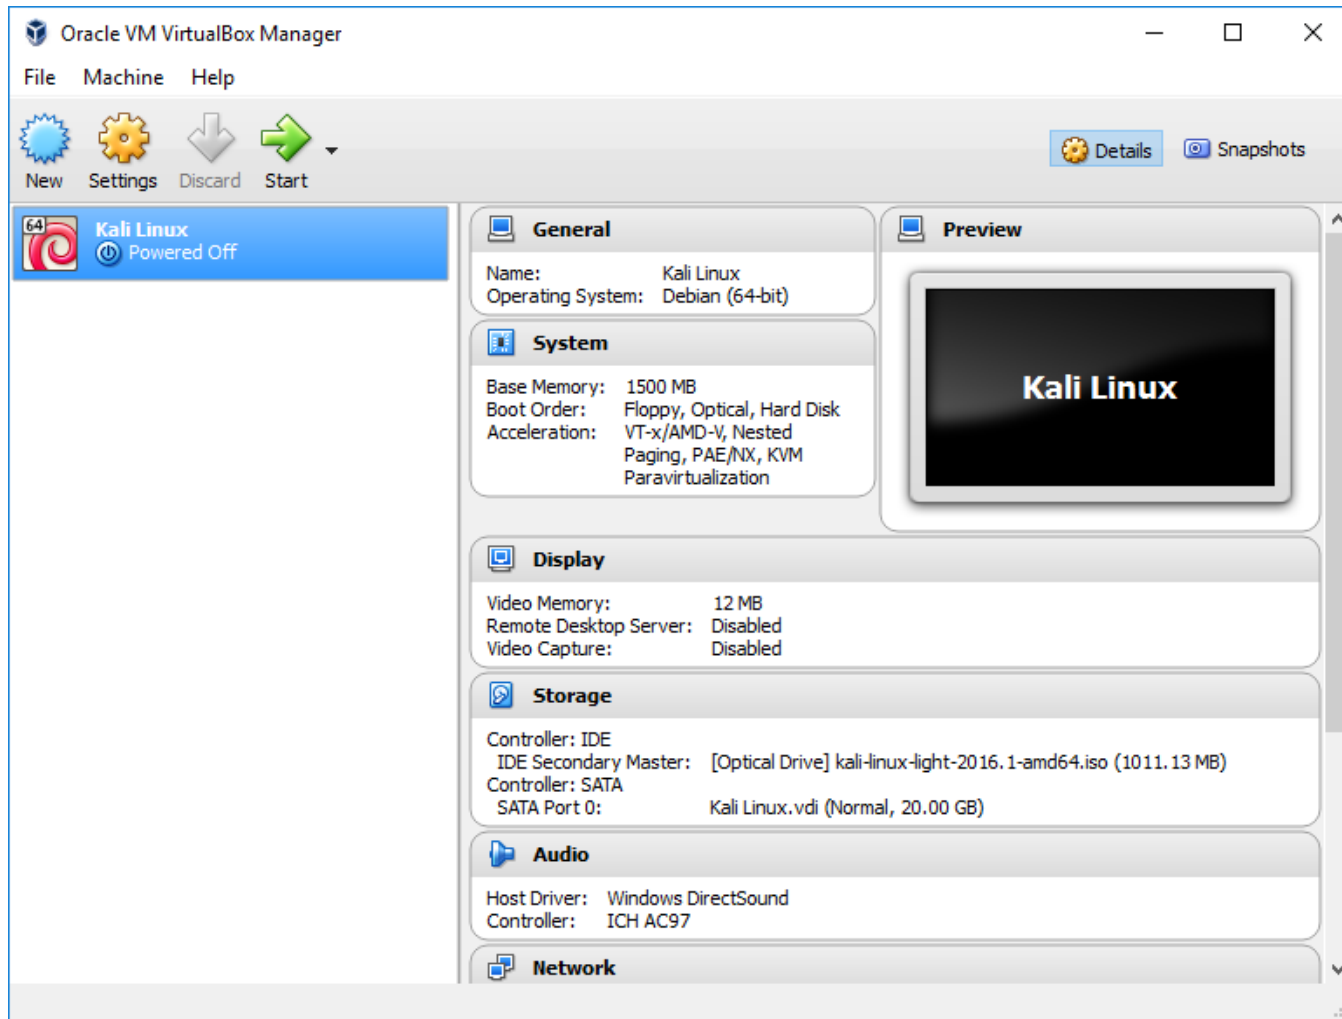 Oracle VM VirtualBox Manager
File Machine Help
New Settings Discard Start
Details Snapshots
64
Kali Linux
Powered Off
General
Name: Kali Linux
Operating System: Debian (64-bit)
System
Base Memory: 1500 MB
Boot Order: Floppy, Optical, Hard Disk
Acceleration: VT-x/AMD-V, Nested
Paging, PAE/NX, KVM
Paravirtualization
Preview
Kali Linux
Display
Video Memory: 12 MB
Remote Desktop Server: Disabled
Video Capture: Disabled
Storage
Controller: IDE
IDE Secondary Master: [Optical Drive] kali-linux-light-2016.1-amd64.iso (1011.13 MB)
Controller: SATA
SATA Port 0: Kali Linux.vdi (Normal, 20.00 GB)
Audio
Host Driver: Windows DirectSound
Controller: ICH AC97
Network